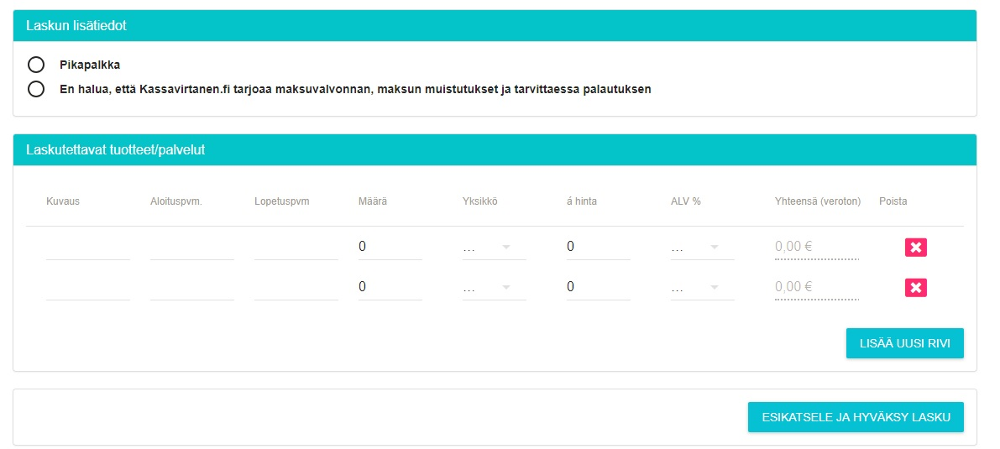 Laskun lisätiedot
Pikapalkka
En halua, että Kassavirtanen.fi tarjoaa maksuvalvonnan, maksun muistutukset ja tarvittaessa palautuksen
Laskutettavat tuotteet/palvelut
Kuvaus Aloituspvm. Lopetuspvm Määrä Yksikkö á hinta ALV % Yhteensä (veroton) Poista
0 ... 0 ... 0,00 €
0 ... 0 ... 0,00 €
LISÄÄ UUSI RIVI
ESIKATSELE JA HYVÄKSY LASKU